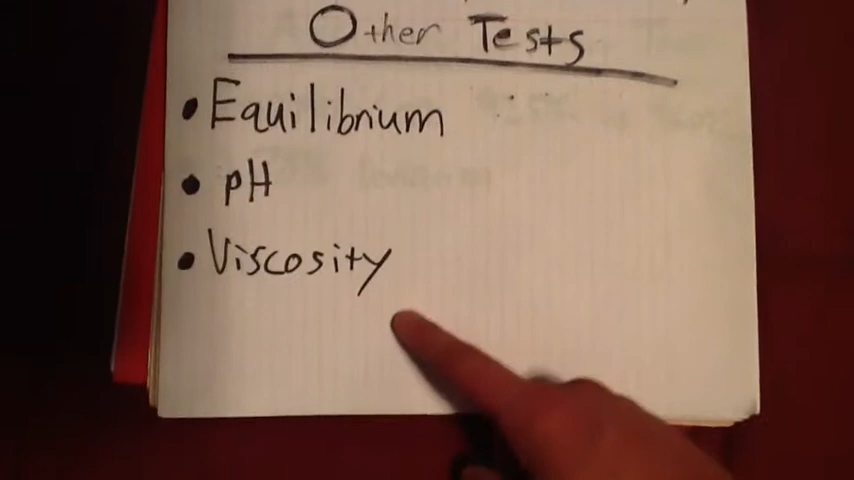 Other Tests
• Equilibrium
• pH
• Viscosity